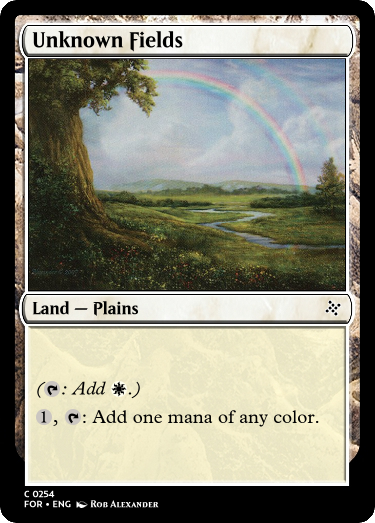 Unknown Fields
Land — Plains
(: Add .)
1, : Add one mana of any color.
C 0254
FOR • ENG Rob Alexander